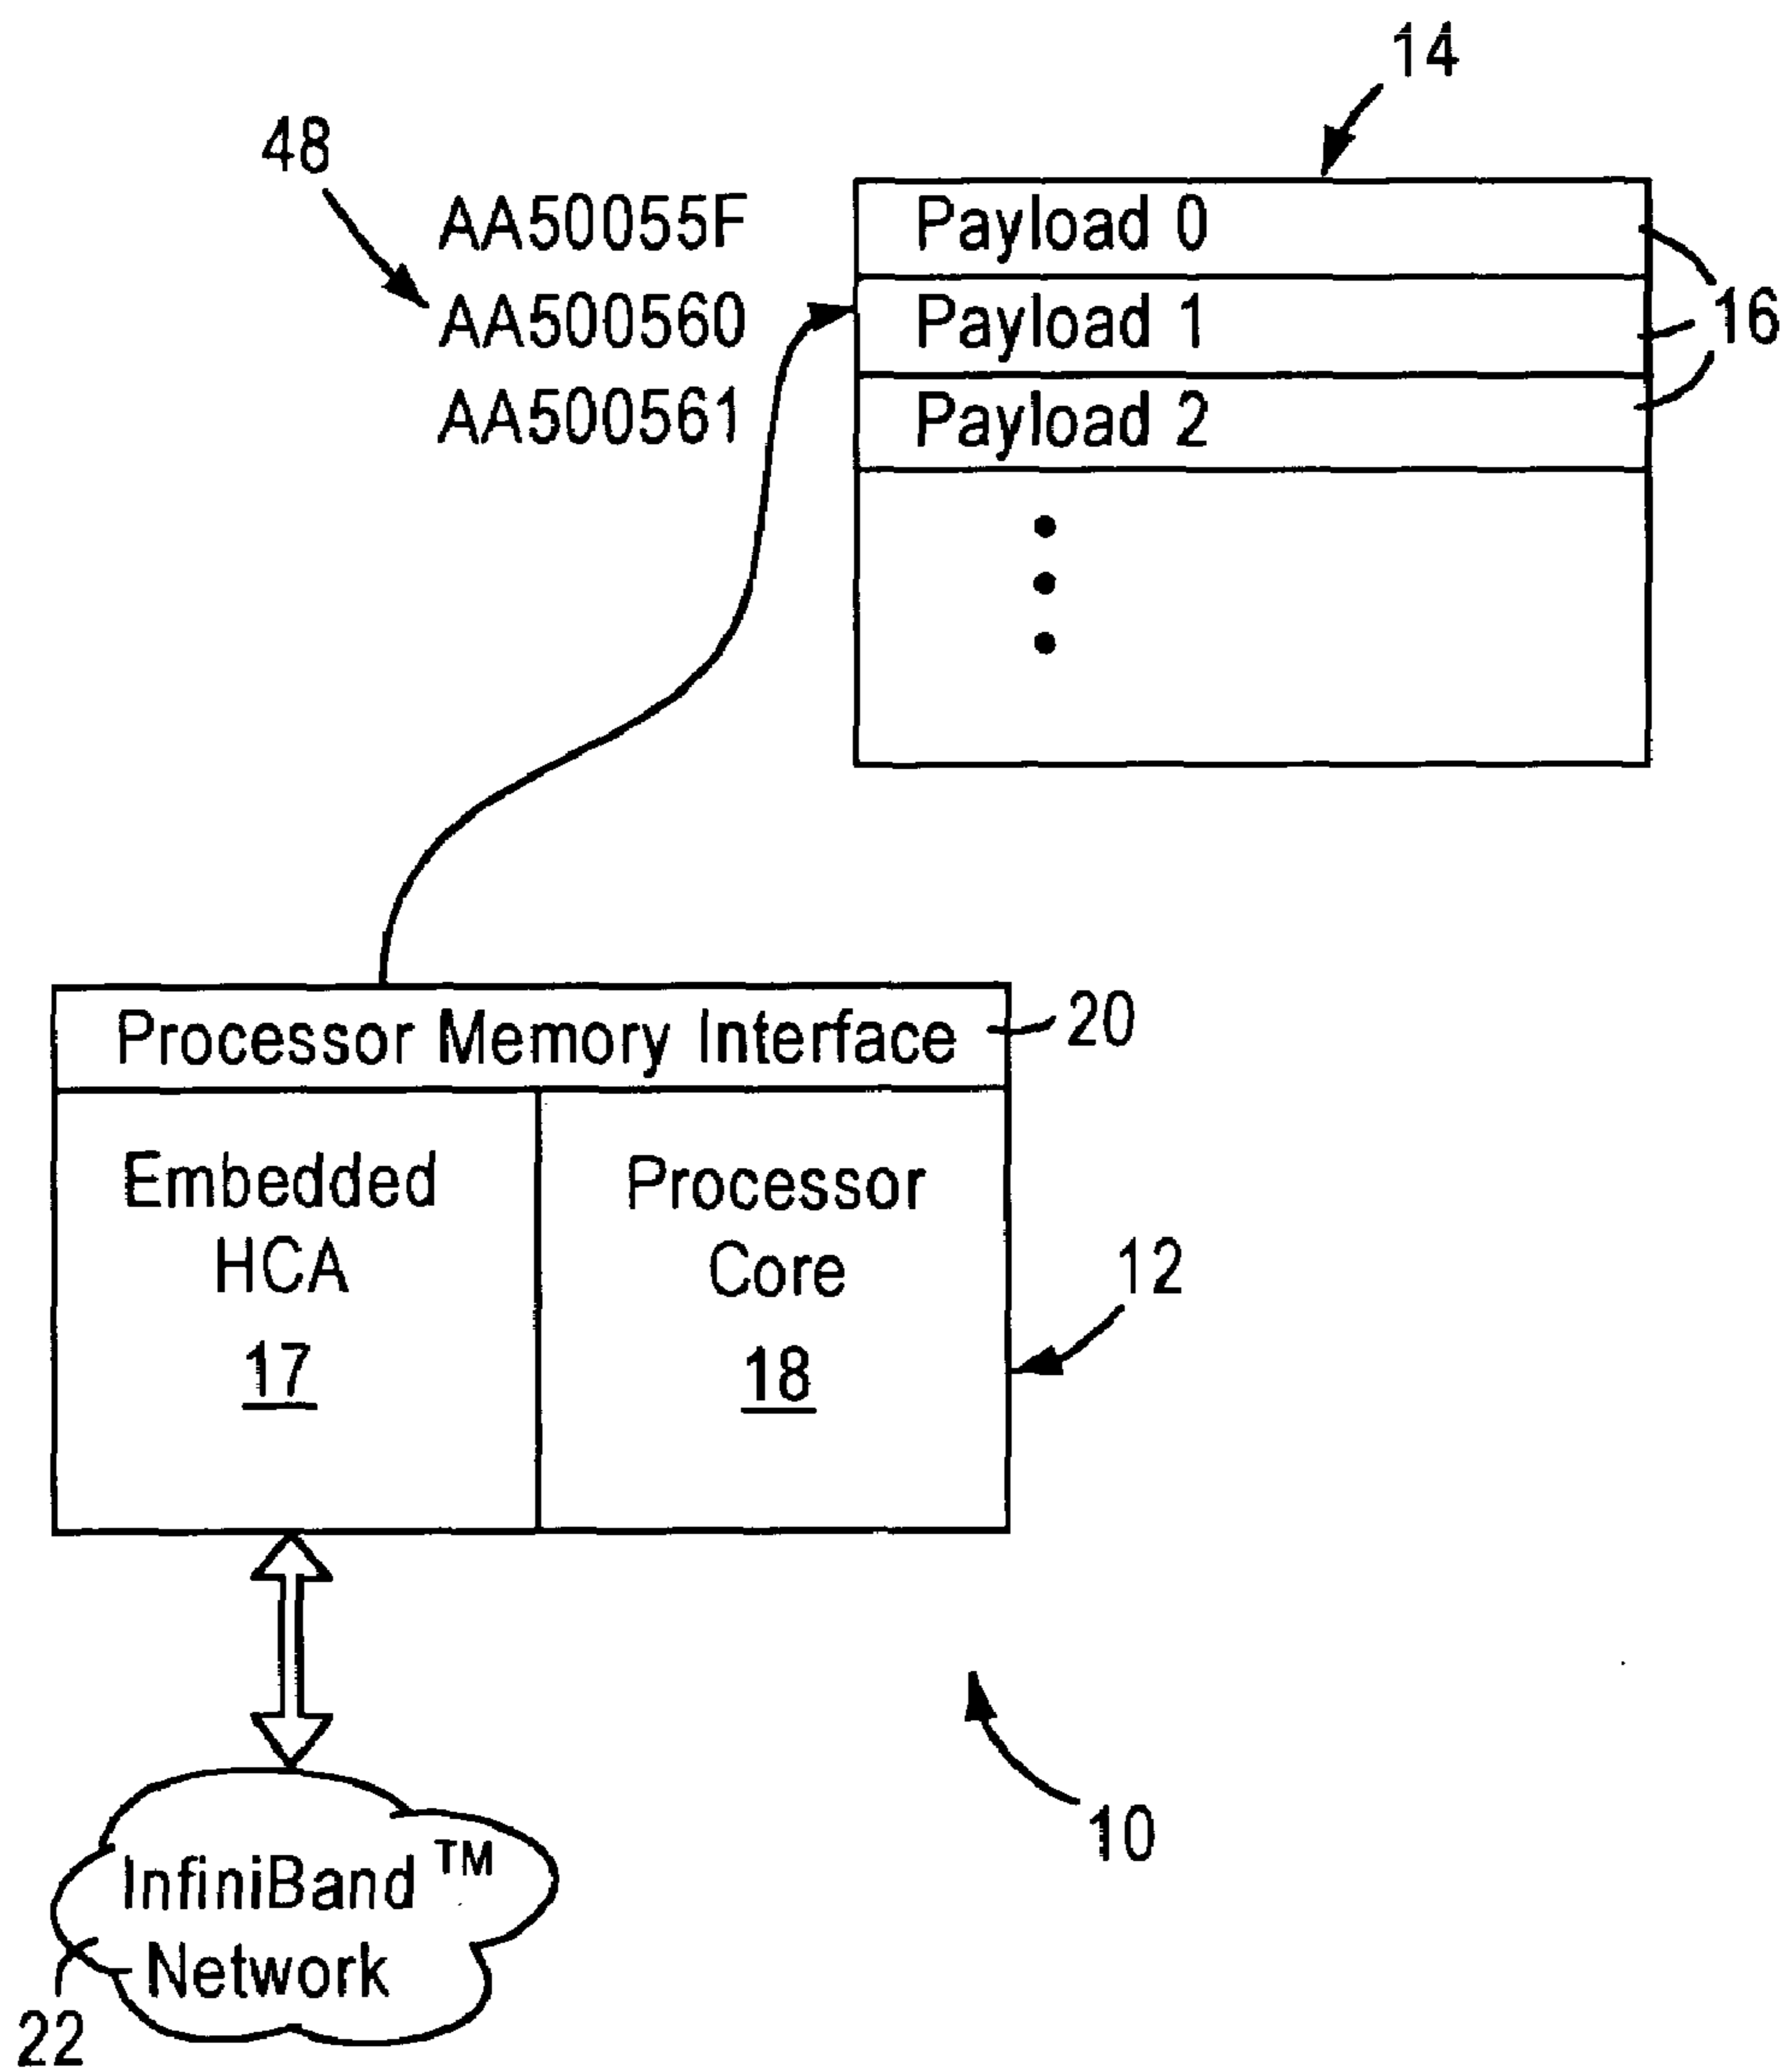 14
48
AA50055F
Payload 0
AA500560
Payload 1
16
AA500561
Payload 2
Processor Memory Interface
20
Embedded
HCA
17
Processor
Core
18
12
10
InfiniBand™
Network
22